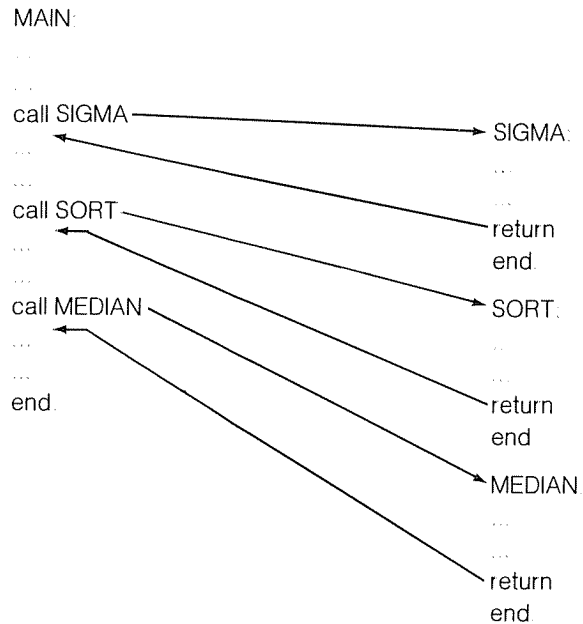 MAIN:
...
...
call SIGMA
...
...
call SORT
...
...
call MEDIAN
...
...
end.
SIGMA:
...
...
return
end.
SORT:
...
...
return
end
MEDIAN:
...
...
return
end.